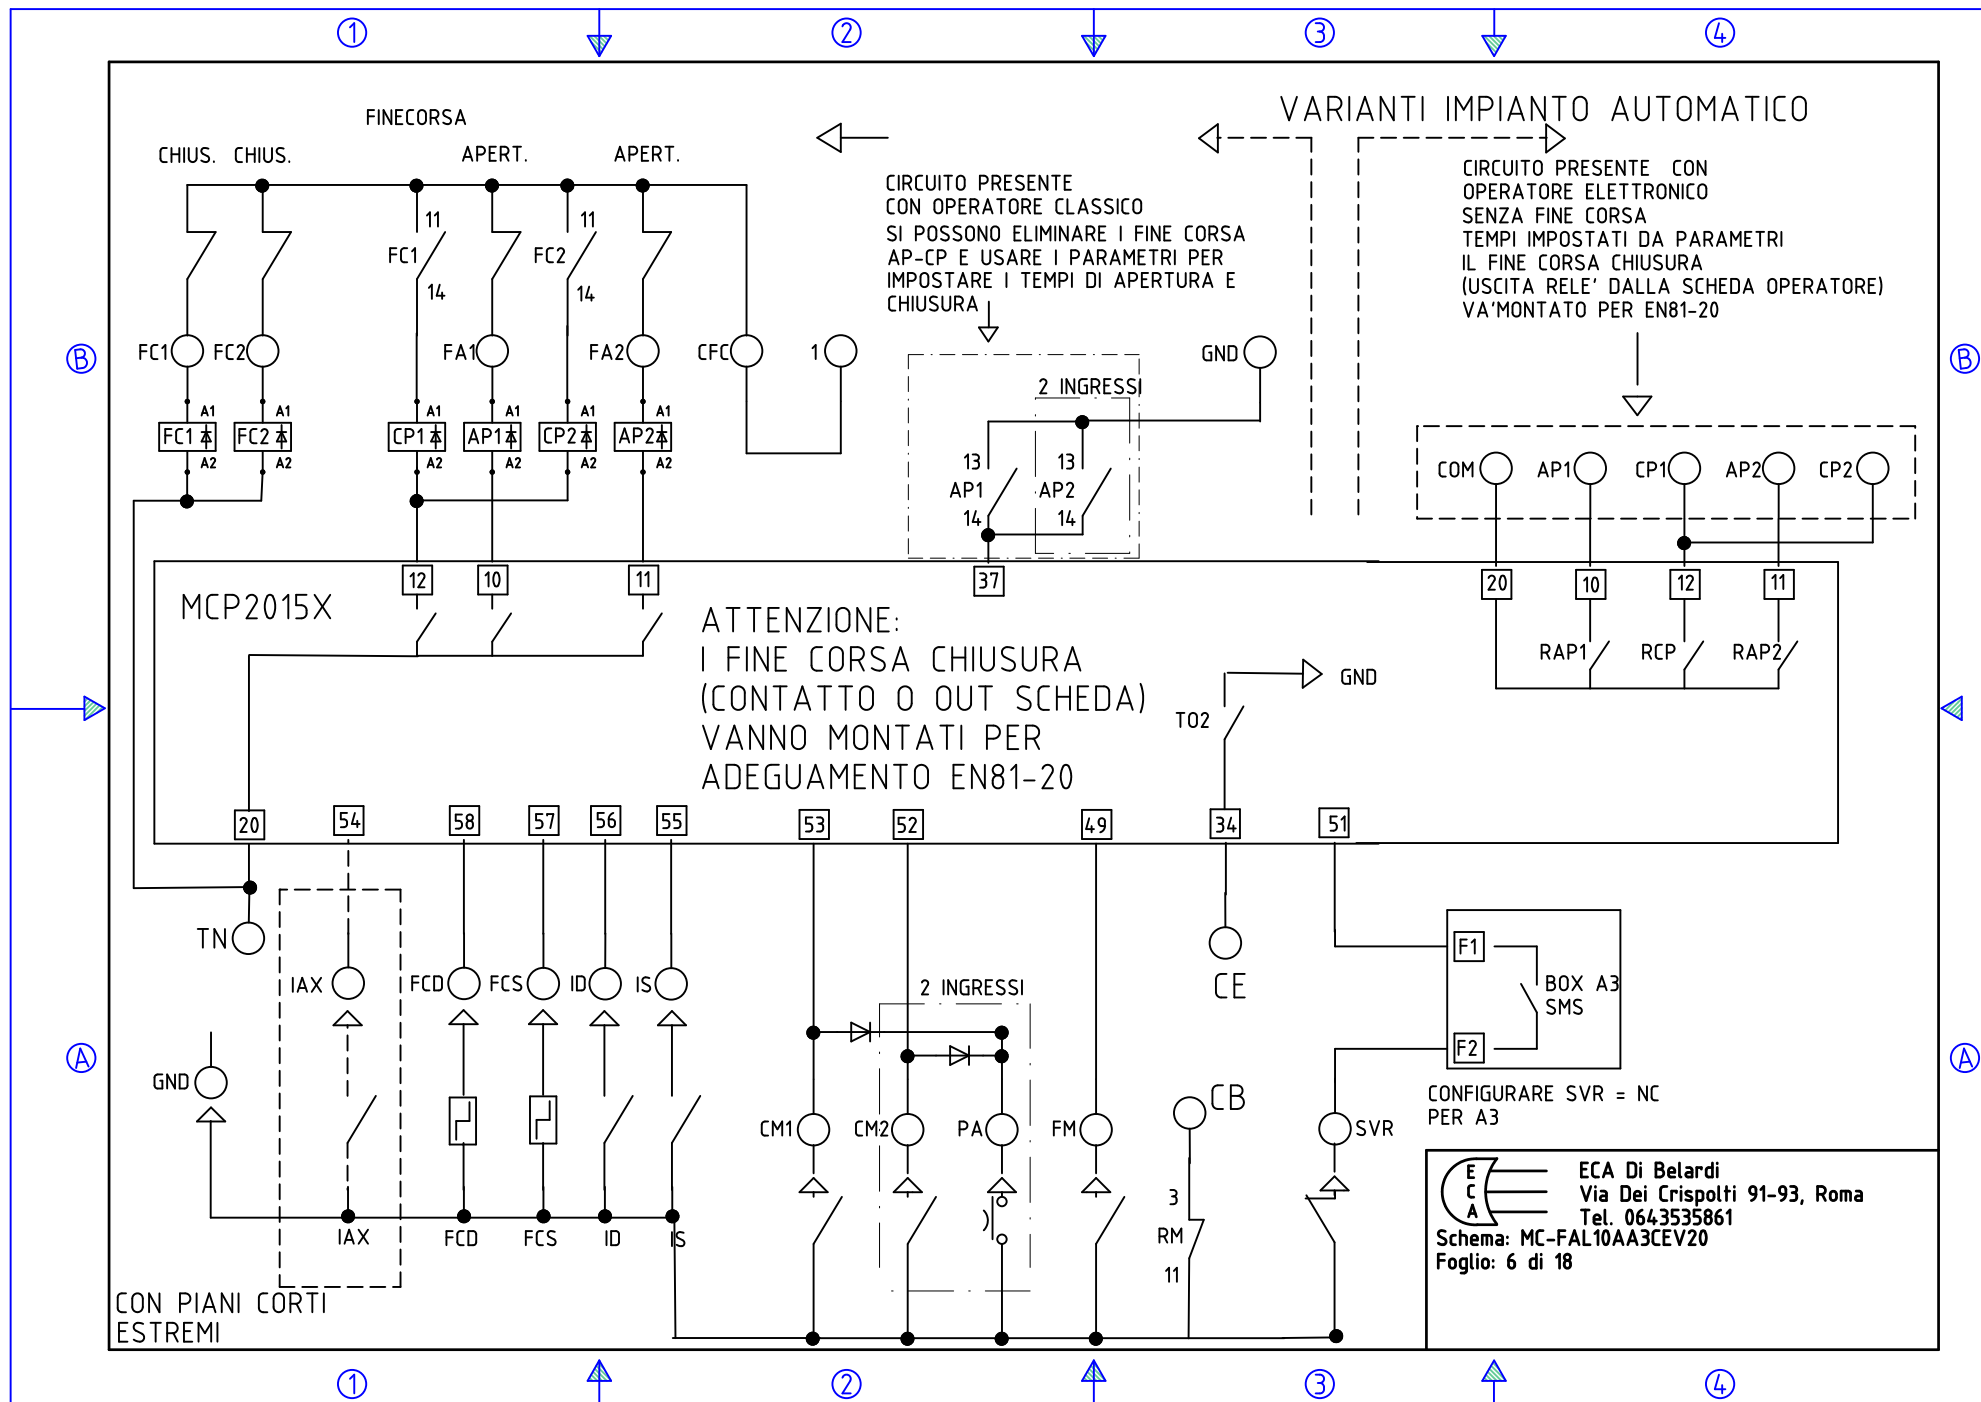 1 2 3 4
FINECORSA
VARIANTI IMPIANTO AUTOMATICO
CHIUS. CHIUS. APERT. APERT.
CIRCUITO PRESENTE
CON OPERATORE CLASSICO
SI POSSONO ELIMINARE I FINE CORSA
AP-CP E USARE I PARAMETRI PER
IMPOSTARE I TEMPI DI APERTURA E
CHIUSURA
CIRCUITO PRESENTE CON
OPERATORE ELETTRONICO
SENZA FINE CORSA
TEMPI IMPOSTATI DA PARAMETRI
IL FINE CORSA CHIUSURA
(USCITA RELE' DALLA SCHEDA OPERATORE)
VA'MONTATO PER EN81-20
11 11
FC1 FC2
14 14
B FC1 FC2 FA1 FA2 CFC 1 GND B
2 INGRESSI
A1 A1 A1 A1 A1 A1
FC1 FC2 CP1 AP1 CP2 AP2
A2 A2 A2 A2 A2 A2
13 13
AP1 AP2
14 14
COM AP1 CP1 AP2 CP2
12 10 11 37 20 10 12 11
MCP2015X
ATTENZIONE:
I FINE CORSA CHIUSURA
(CONTATTO O OUT SCHEDA)
VANNO MONTATI PER
ADEGUAMENTO EN81-20
RAP1 RCP RAP2
GND
TO2
20 54 58 57 56 55 53 52 49 34 51
TN
IAX FCD FCS ID IS
2 INGRESSI
CE
F1
BOX A3
SMS
F2
A A
GND
CONFIGURARE SVR = NC
PER A3
CB
CM1 CM2 PA FM SVR
3
RM
11
IAX FCD FCS ID IS
CON PIANI CORTI
ESTREMI
E
C
A
ECA Di Belardi
Via Dei Crispolti 91-93, Roma
Tel. 0643535861
Schema: MC-FAL10AA3CEV20
Foglio: 6 di 18
1 2 3 4